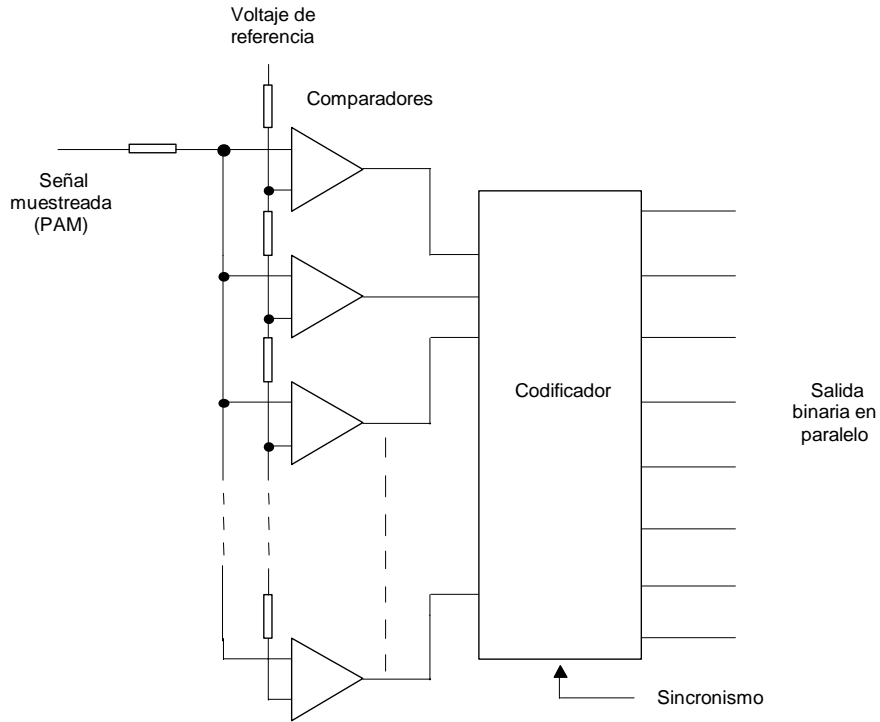 Voltaje de
referencia
Comparadores
Señal
muestreada
(PAM)
Codificador
Salida
binaria en
paralelo
Sincronismo